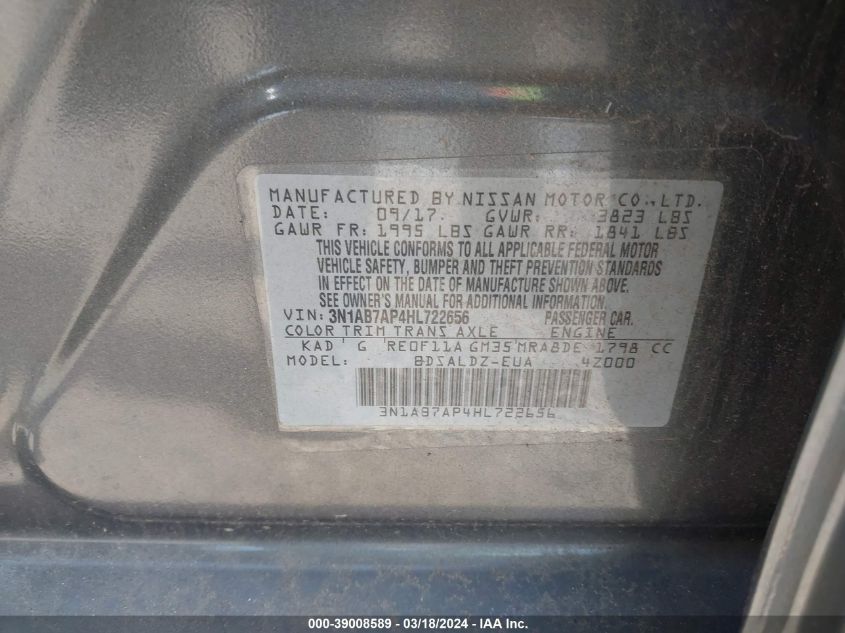 MANUFACTURED BY NISSAN MOTOR CO.,LTD.
DATE: 09/17. GVWR: 3823 LBS
GAWR FR: 1995 LBS GAWR RR: 1841 LBS
THIS VEHICLE CONFORMS TO ALL APPLICABLE FEDERAL MOTOR
VEHICLE SAFETY, BUMPER AND THEFT PREVENTION STANDARDS
IN EFFECT ON THE DATE OF MANUFACTURE SHOWN ABOVE.
SEE OWNER'S MANUAL FOR ADDITIONAL INFORMATION.
VIN: 3N1AB7AP4HL722656 PASSENGER CAR.
COLOR TRIM TRANS AXLE ENGINE
KAD G RE0F11A GM35 MRA8DE 1798 CC
MODEL: BDSALDZ-EUA 4Z000
3N1AB7AP4HL722656
000-39008589 - 03/18/2024 - IAAI.com